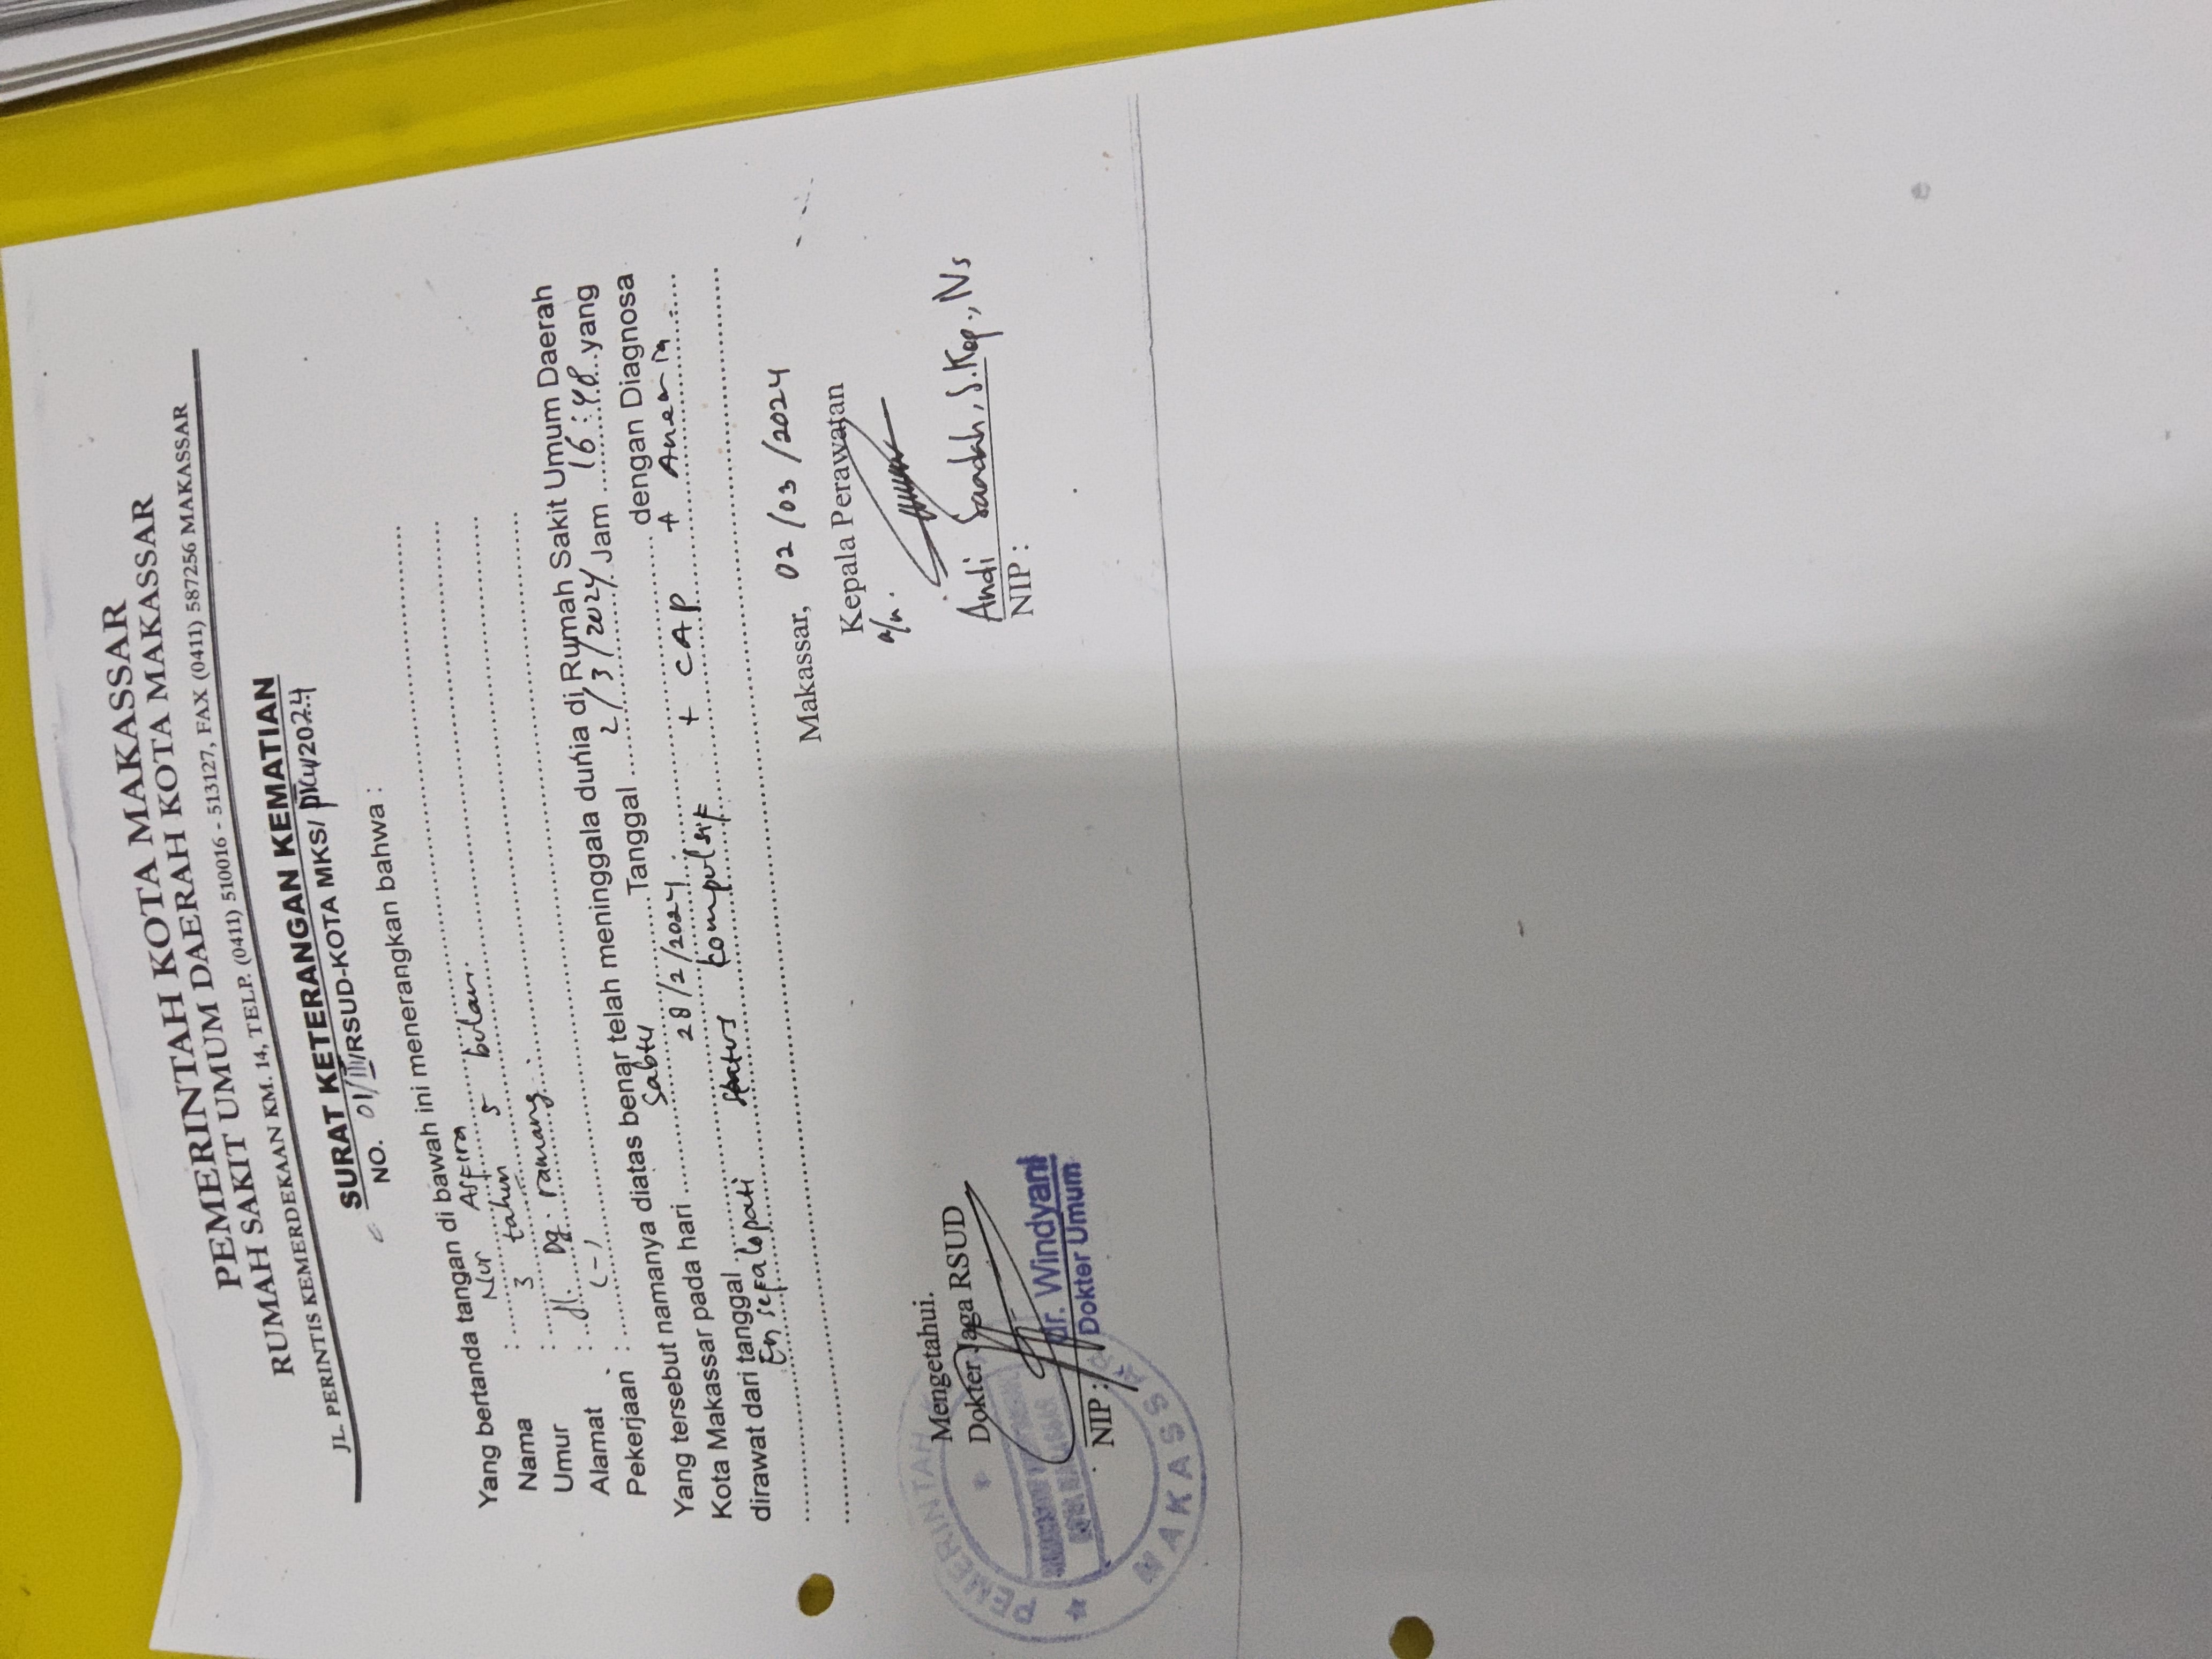 PEMERINTAH KOTA MAKASSAR
RUMAH SAKIT UMUM DAERAH KOTA MAKASSAR
JL. PERINTIS KEMERDEKAAN KM. 14, TELP. (0411) 510016 - 513127, FAX (0411) 587256 MAKASSAR
SURAT KETERANGAN KEMATIAN
NO. 01/III/RSUD-KOTA MKS/ /2024
Yang bertanda tangan di bawah ini menerangkan bahwa :
Nama : Nur Asfira
Umur : 3 tahun 5 bulan.
Alamat : Jl. Dg. ramang.
Pekerjaan : (-)
Yang tersebut namanya diatas benar telah meninggala dunia di Rumah Sakit Umum Daerah
Kota Makassar pada hari Sabtu Tanggal 2/3/2024 Jam 16:48 yang
dirawat dari tanggal 28/2/2024. dengan Diagnosa
Ensefalopati status kompulsif + CAP + Anemia.
Makassar, 02/03/2024
Kepala Perawatan
a/n.
Andi Saadah, S.Kep., Ns
NIP :
Mengetahui.
Dokter Jaga RSUD
dr. Windyani
Dokter Umum
NIP :
PEMERINTAH
MAKASSAR